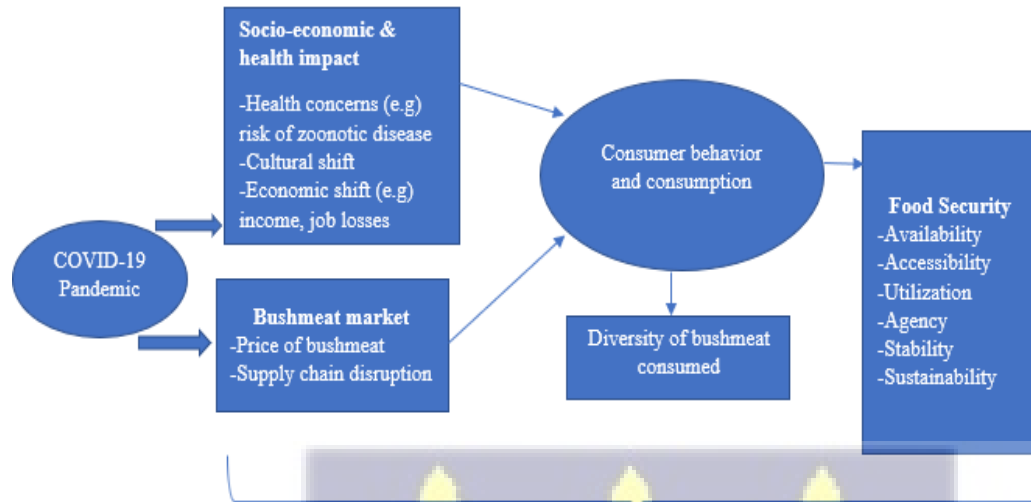 COVID-19
Pandemic
Socio-economic &
health impact
-Health concerns (e.g)
risk of zoonotic disease
-Cultural shift
-Economic shift (e.g)
income, job losses
Bushmeat market
-Price of bushmeat
-Supply chain disruption
Consumer behavior
and consumption
Diversity of bushmeat
consumed
Food Security
-Availability
-Accessibility
-Utilization
-Agency
-Stability
-Sustainability